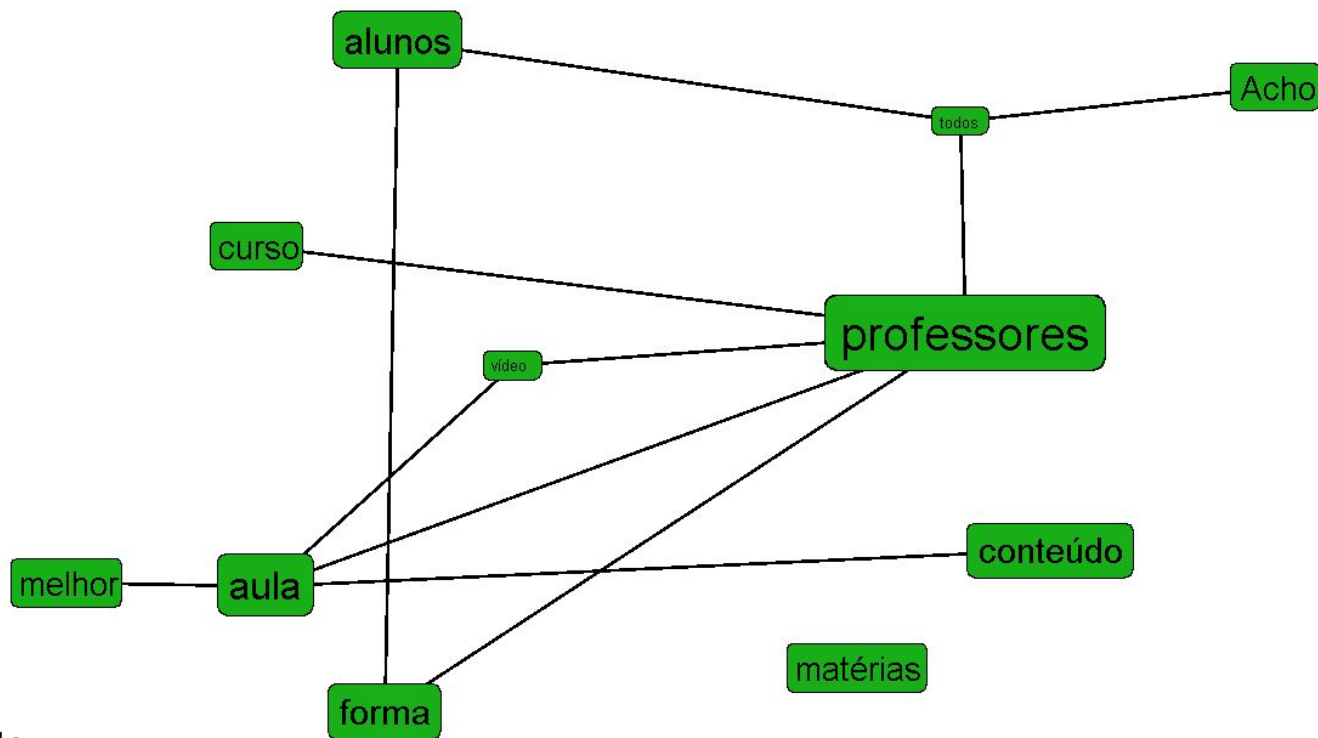 alunos
Acho
todos
curso
professores
vídeo
conteúdo
melhor
aula
matérias
forma